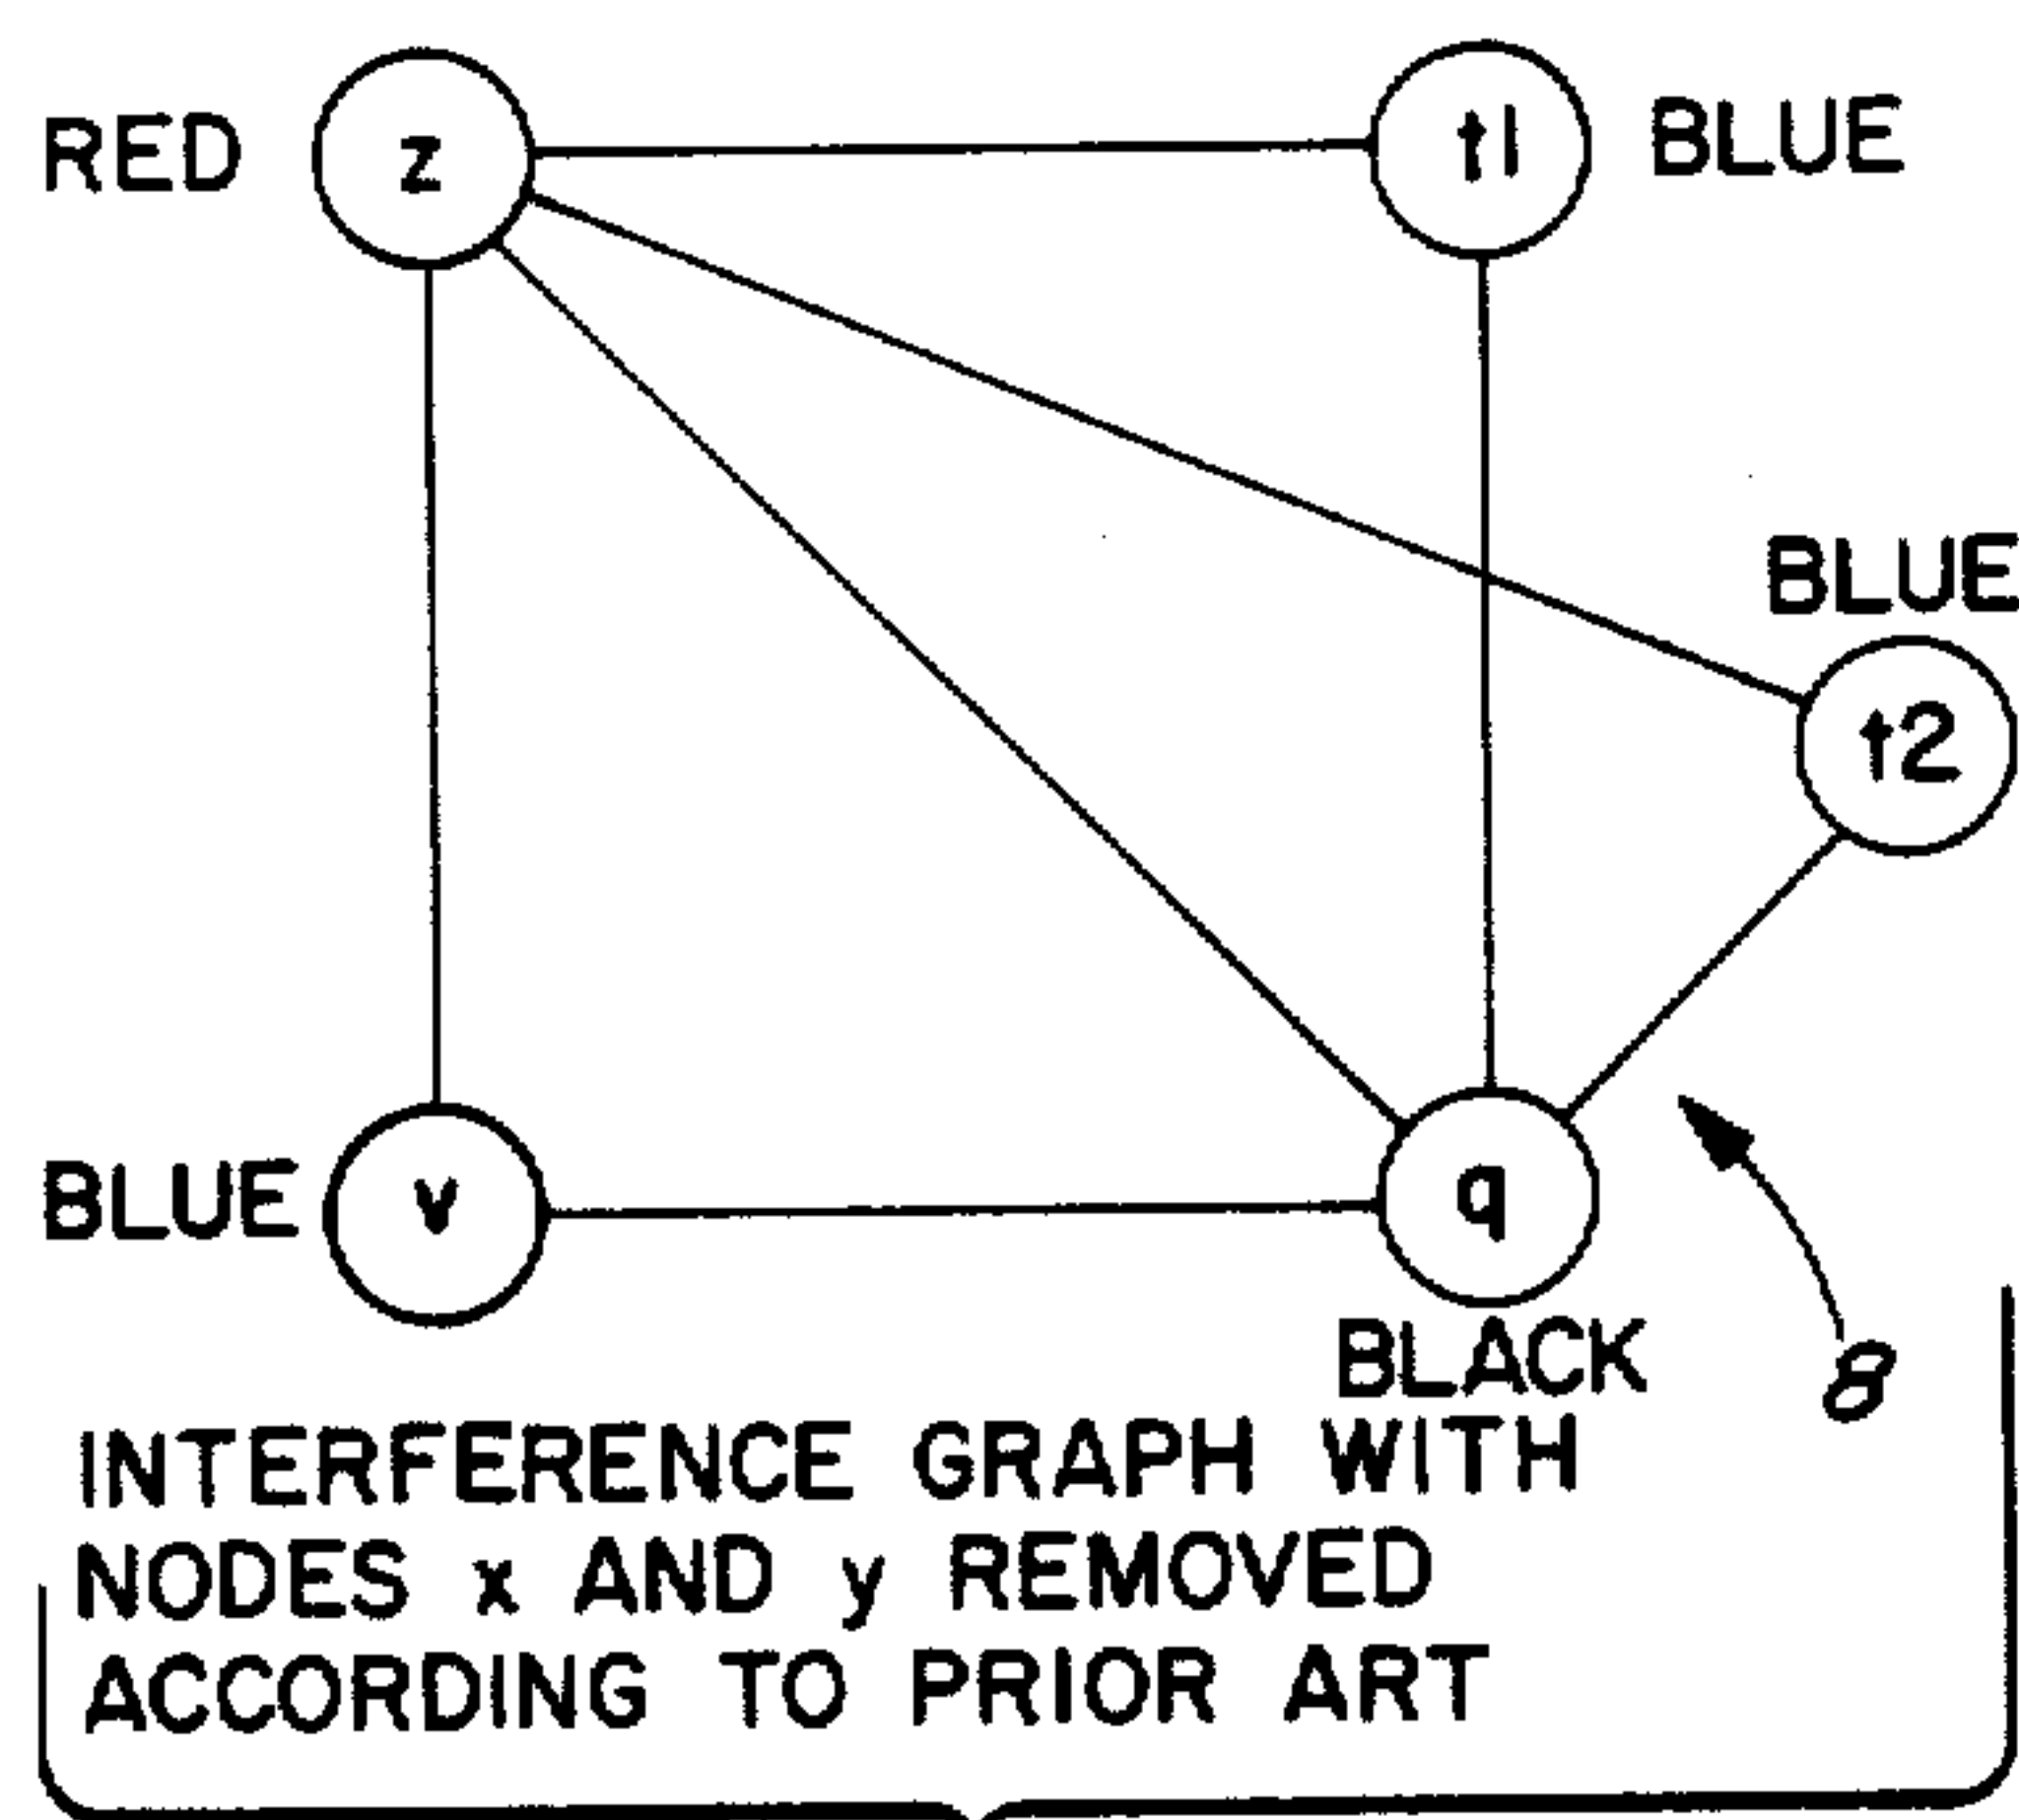 RED z t1 BLUE
BLUE
t2
BLUE v q
BLACK
8
INTERFERENCE GRAPH WITH
NODES x AND y REMOVED
ACCORDING TO PRIOR ART